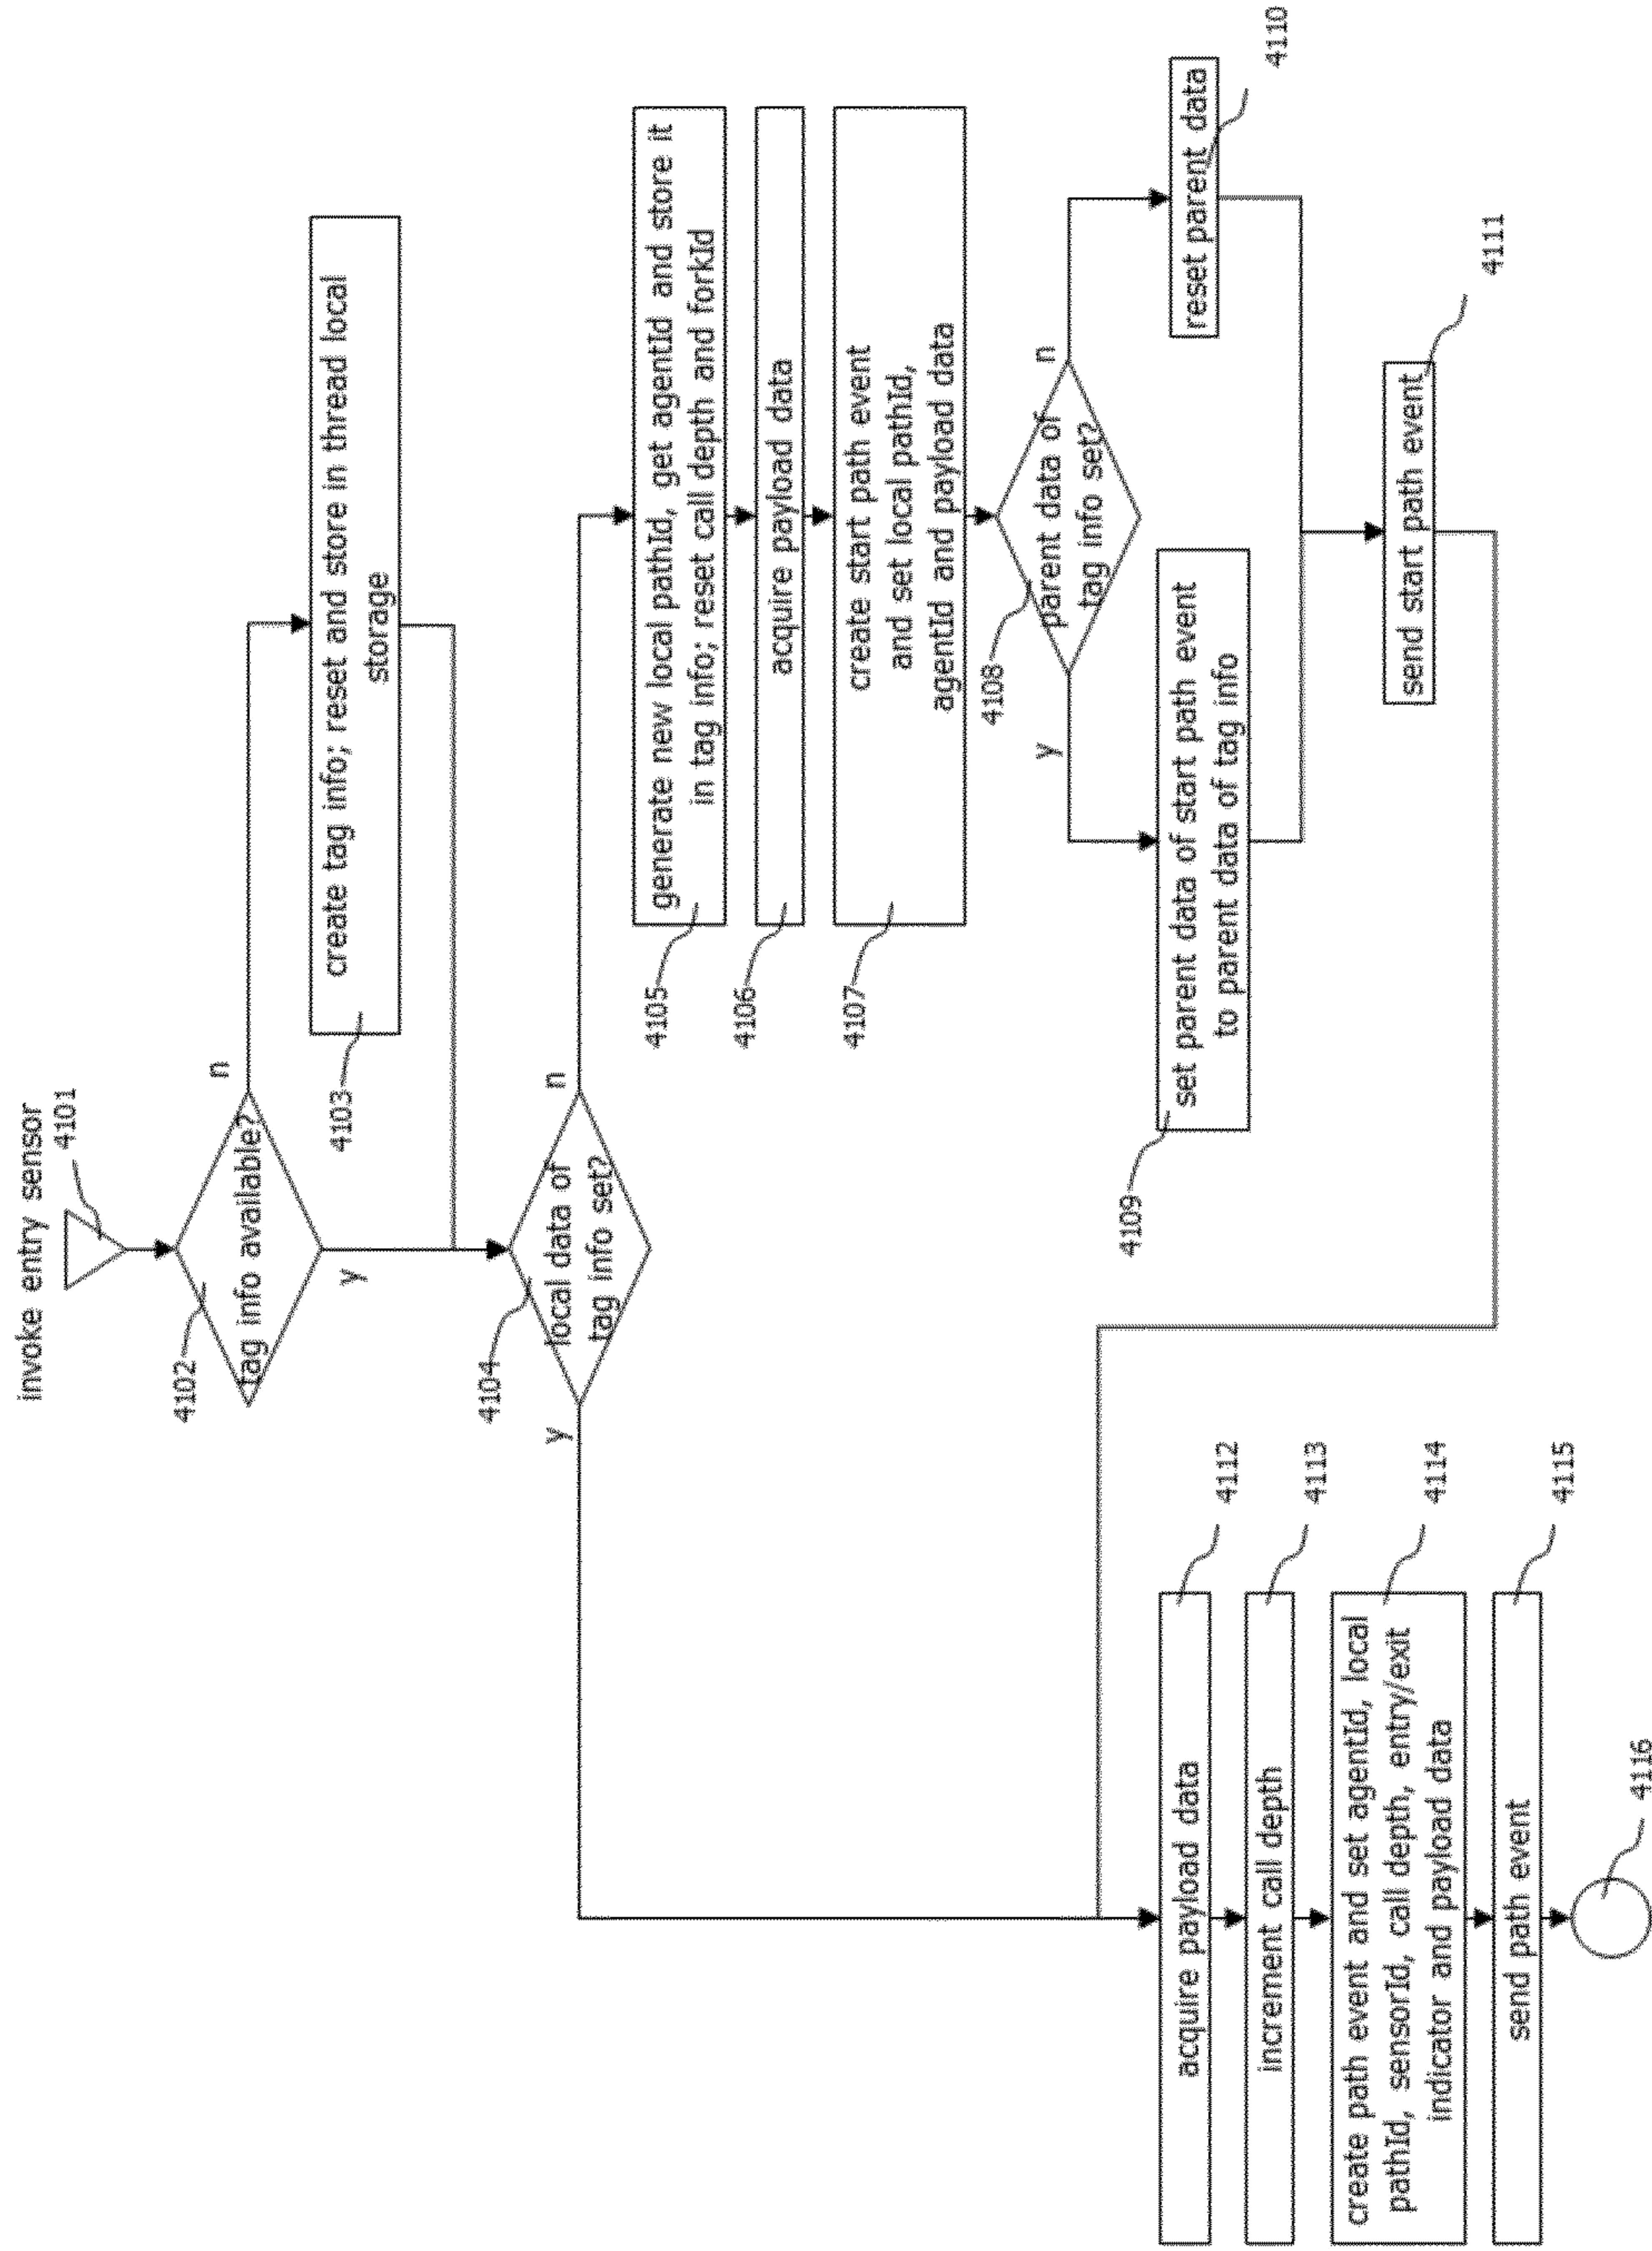 invoke entry sensor
4101
4102
tag info available?
n
y
4103
create tag info; reset and store in thread local
storage
4104
local data of
tag info set?
n
y
4105
generate new local pathId, get agentId and store it
in tag info; reset call depth and forkId
4106
acquire payload data
4107
create start path event
and set local pathId,
agentId and payload data
4108
parent data of
tag info set?
y
n
4109
set parent data of start path event
to parent data of tag info
reset parent data
4110
send start path event
4111
acquire payload data
4112
increment call depth
4113
create path event and set agentId, local
pathId, sensorId, call depth, entry/exit
indicator and payload data
4114
send path event
4115
4116